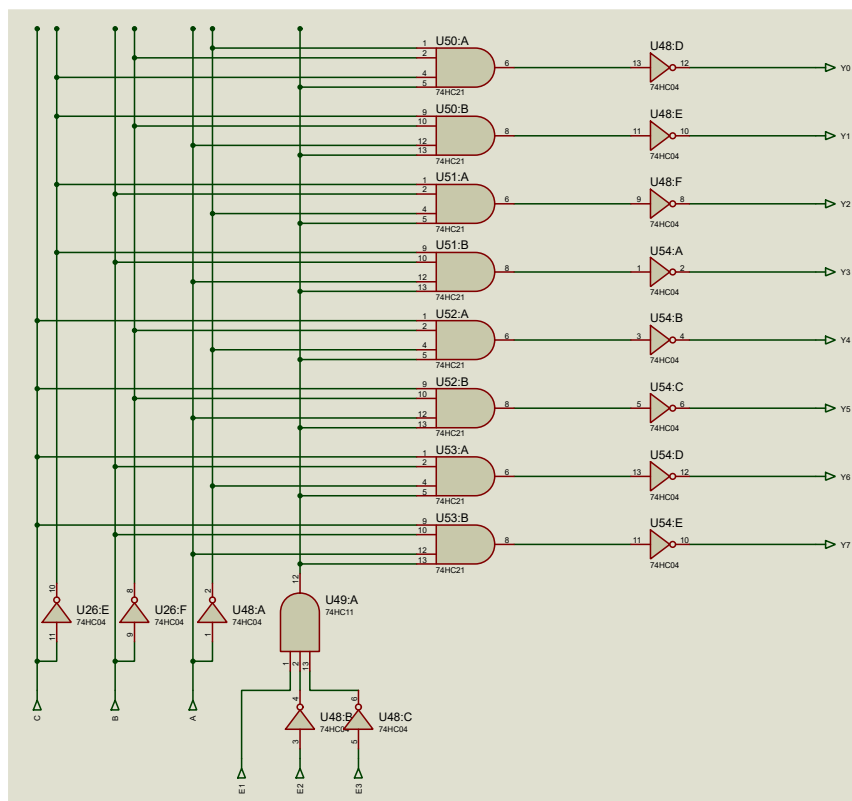 U50:A
1
2
4
5
6
74HC21
U48:D
13
12
74HC04
Y0
U50:B
9
10
12
13
8
74HC21
U48:E
11
10
74HC04
Y1
U51:A
1
2
4
5
6
74HC21
U48:F
9
8
74HC04
Y2
U51:B
9
10
12
13
8
74HC21
U54:A
1
2
74HC04
Y3
U52:A
1
2
4
5
6
74HC21
U54:B
3
4
74HC04
Y4
U52:B
9
10
12
13
8
74HC21
U54:C
5
6
74HC04
Y5
U53:A
1
2
4
5
6
74HC21
U54:D
13
12
74HC04
Y6
U53:B
9
10
12
13
8
74HC21
U54:E
11
10
74HC04
Y7
10
U26:E
74HC04
11
8
U26:F
74HC04
9
2
U48:A
74HC04
1
12
U49:A
74HC11
1
2
13
4
U48:B
74HC04
3
6
U48:C
74HC04
5
C
B
A
E1
E2
E3